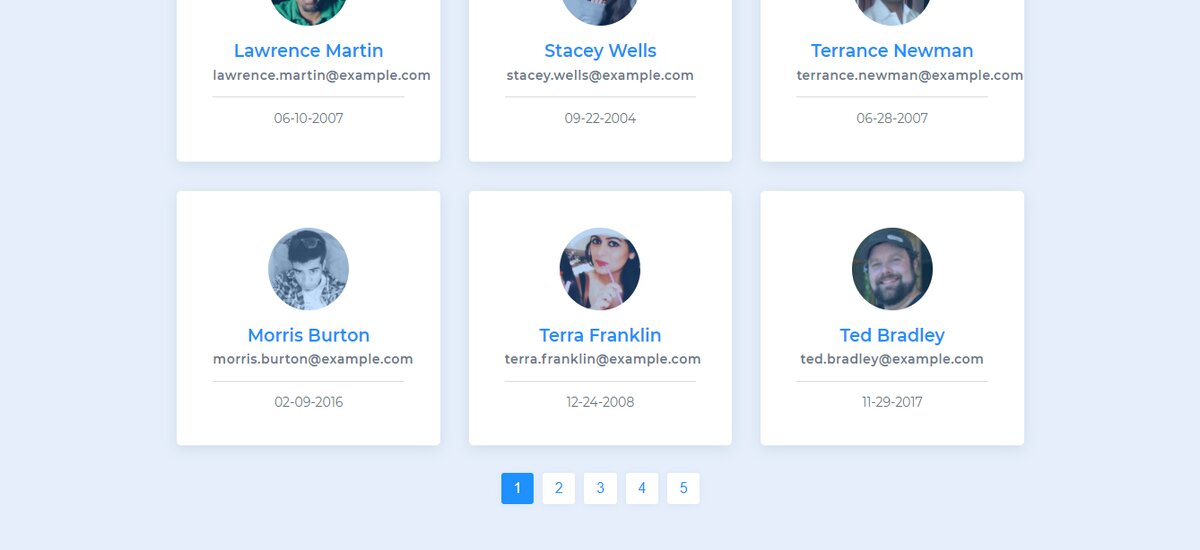 Lawrence Martin
lawrence.martin@example.com
06-10-2007
Stacey Wells
stacey.wells@example.com
09-22-2004
Terrance Newman
terrance.newman@example.com
06-28-2007
Morris Burton
morris.burton@example.com
02-09-2016
Terra Franklin
terra.franklin@example.com
12-24-2008
Ted Bradley
ted.bradley@example.com
11-29-2017
1 2 3 4 5